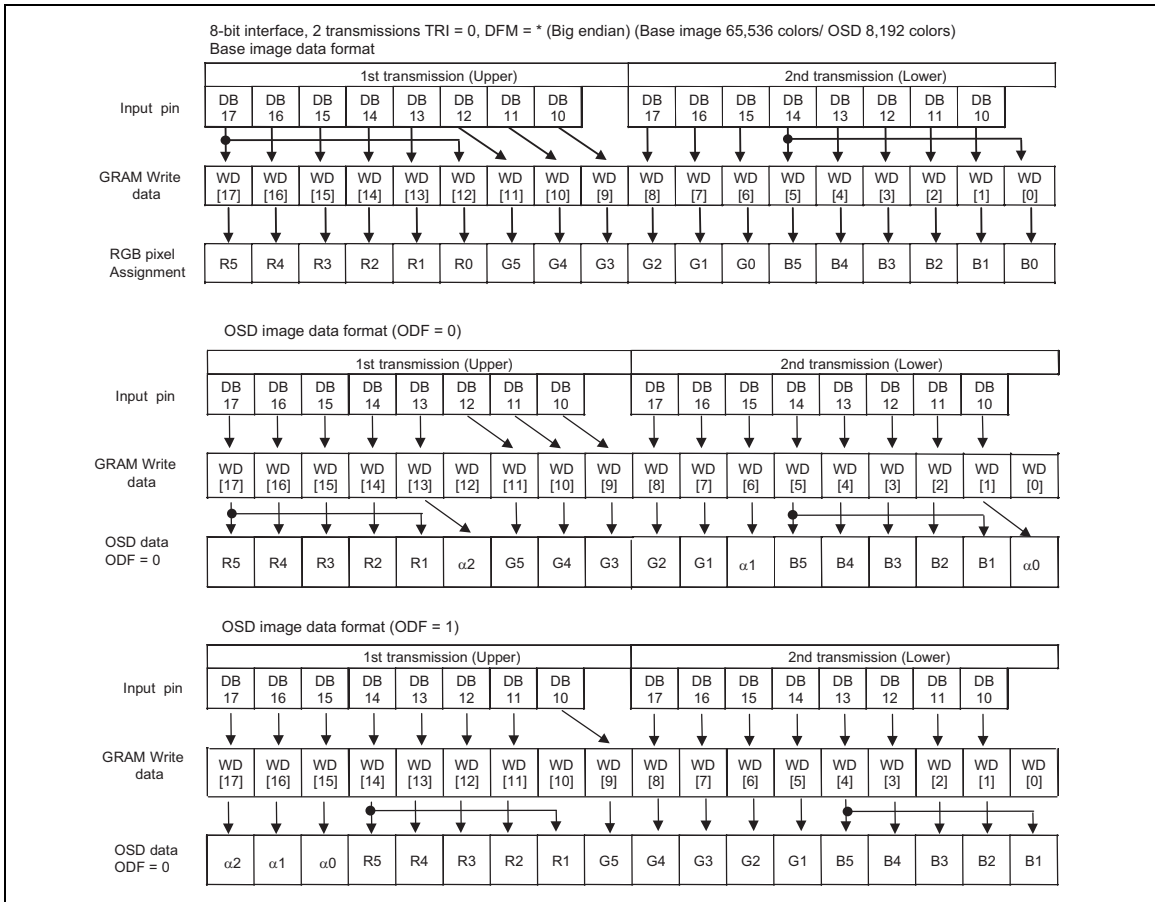 8-bit interface, 2 transmissions TRI = 0, DFM = * (Big endian) (Base image 65,536 colors/ OSD 8,192 colors)
Base image data format
1st transmission (Upper) 2nd transmission (Lower)
Input pin DB 17 DB 16 DB 15 DB 14 DB 13 DB 12 DB 11 DB 10 DB 17 DB 16 DB 15 DB 14 DB 13 DB 12 DB 11 DB 10
GRAM Write data WD [17] WD [16] WD [15] WD [14] WD [13] WD [12] WD [11] WD [10] WD [9] WD [8] WD [7] WD [6] WD [5] WD [4] WD [3] WD [2] WD [1] WD [0]
RGB pixel Assignment R5 R4 R3 R2 R1 R0 G5 G4 G3 G2 G1 G0 B5 B4 B3 B2 B1 B0
OSD image data format (ODF = 0)
1st transmission (Upper) 2nd transmission (Lower)
Input pin DB 17 DB 16 DB 15 DB 14 DB 13 DB 12 DB 11 DB 10 DB 17 DB 16 DB 15 DB 14 DB 13 DB 12 DB 11 DB 10
GRAM Write data WD [17] WD [16] WD [15] WD [14] WD [13] WD [12] WD [11] WD [10] WD [9] WD [8] WD [7] WD [6] WD [5] WD [4] WD [3] WD [2] WD [1] WD [0]
OSD data ODF = 0 R5 R4 R3 R2 R1 α2 G5 G4 G3 G2 G1 α1 B5 B4 B3 B2 B1 α0
OSD image data format (ODF = 1)
1st transmission (Upper) 2nd transmission (Lower)
Input pin DB 17 DB 16 DB 15 DB 14 DB 13 DB 12 DB 11 DB 10 DB 17 DB 16 DB 15 DB 14 DB 13 DB 12 DB 11 DB 10
GRAM Write data WD [17] WD [16] WD [15] WD [14] WD [13] WD [12] WD [11] WD [10] WD [9] WD [8] WD [7] WD [6] WD [5] WD [4] WD [3] WD [2] WD [1] WD [0]
OSD data ODF = 0 α2 α1 α0 R5 R4 R3 R2 R1 G5 G4 G3 G2 G1 B5 B4 B3 B2 B1